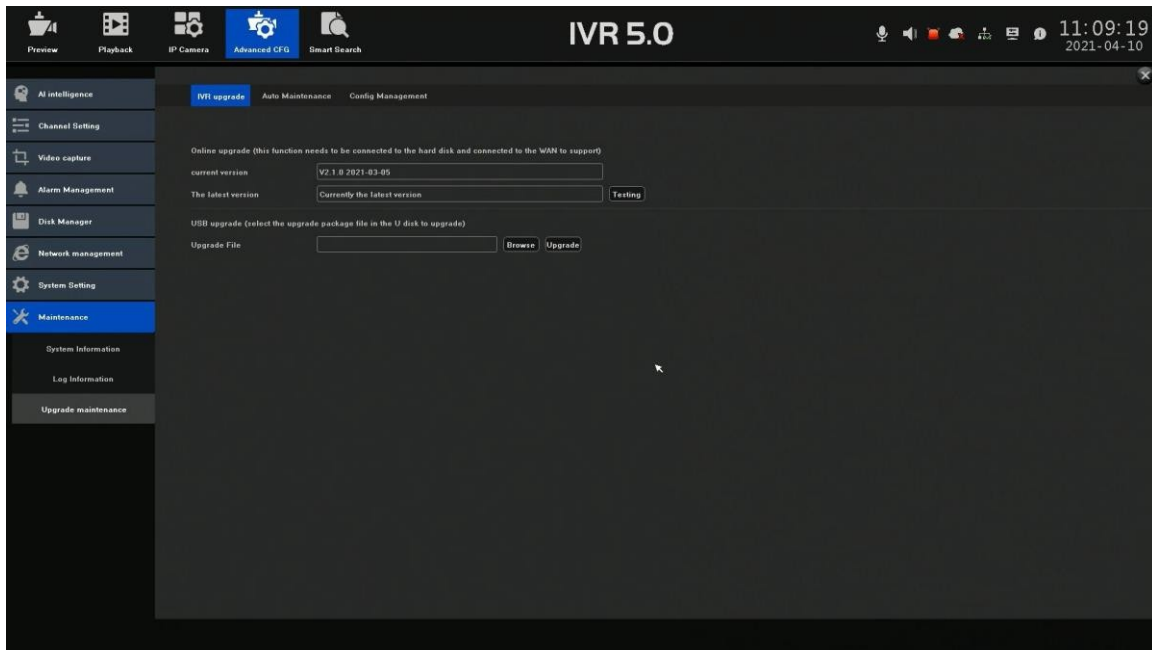 Preview Playback IP Camera Advanced CFG Smart Search
IVR 5.0
11:09:19
2021-04-10
AI intelligence
Channel Setting
Video capture
Alarm Management
Disk Manager
Network management
System Setting
Maintenance
System Information
Log Information
Upgrade maintenance
IVR upgrade Auto Maintenance Config Management
Online upgrade (this function needs to be connected to the hard disk and connected to the WAN to support)
current version V2.1.0 2021-03-05
The latest version Currently the latest version Testing
USB upgrade (select the upgrade package file in the U disk to upgrade)
Upgrade File Browse Upgrade